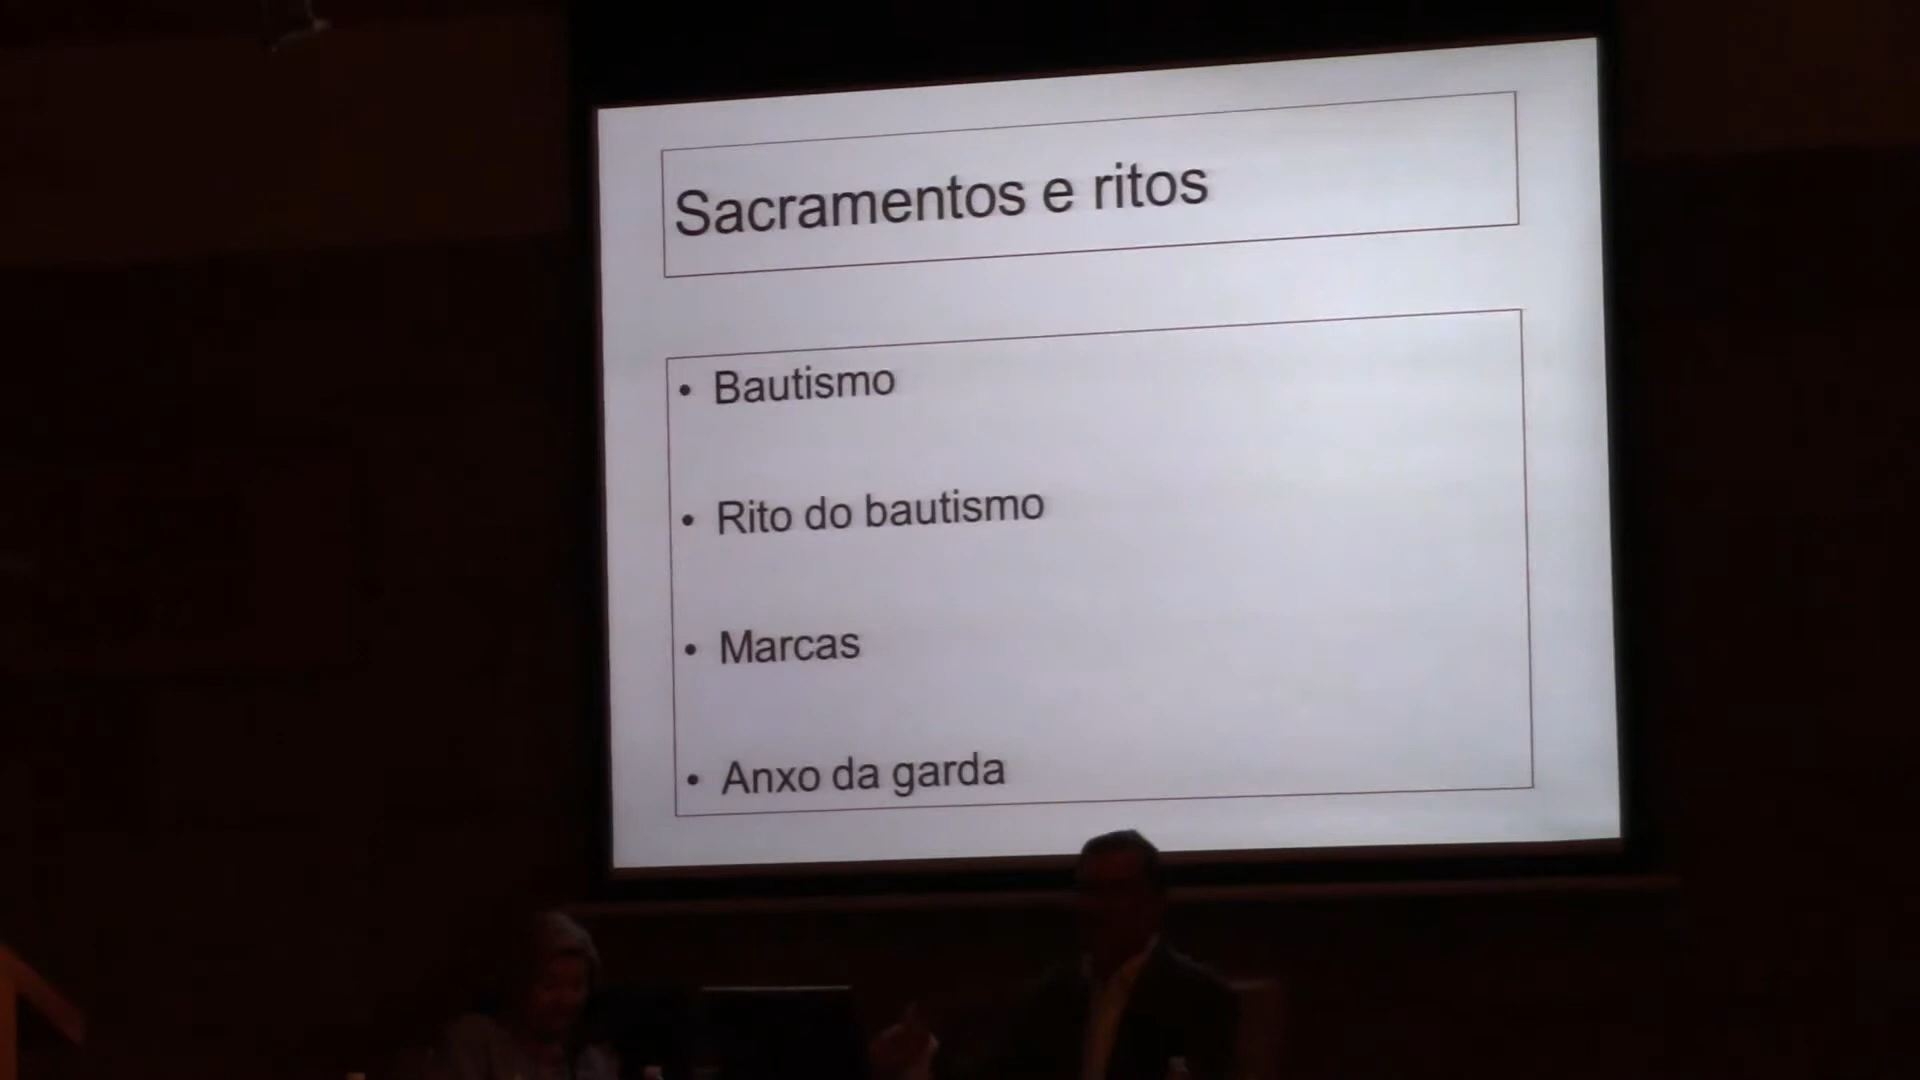 Sacramentos e ritos
• Bautismo
• Rito do bautismo
• Marcas
• Anxo da garda